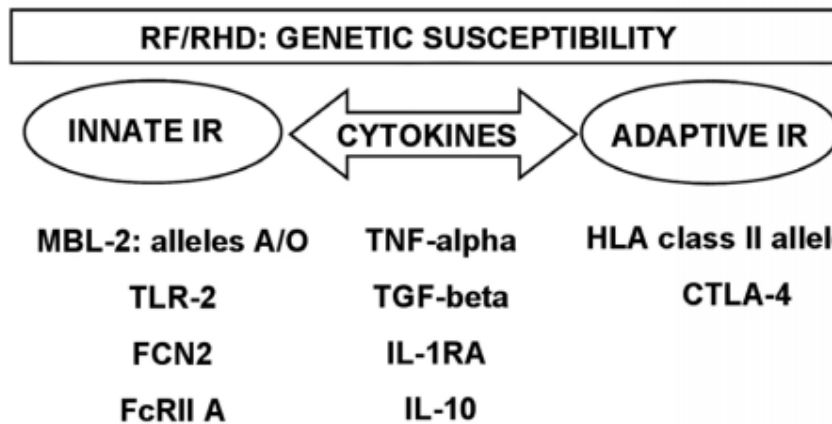 RF/RHD: GENETIC SUSCEPTIBILITY
INNATE IR
CYTOKINES
ADAPTIVE IR
MBL-2: alleles A/O
TNF-alpha
HLA class II
TLR-2
TGF-beta
CTLA-4
FCN2
IL-1RA
FcRII A
IL-10